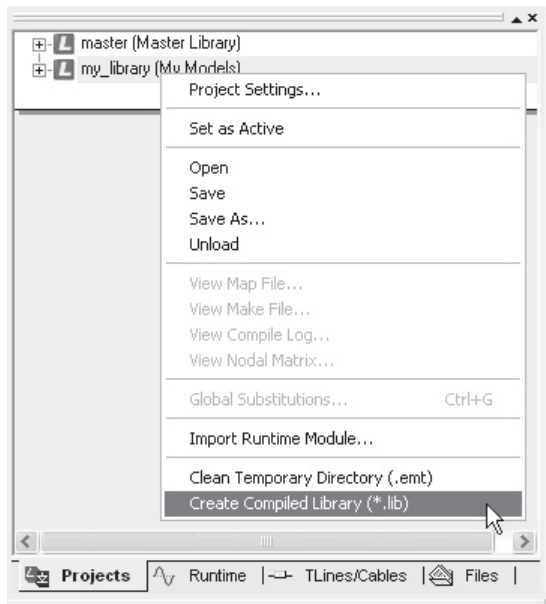 master (Master Library)
my_library (My Models)
Project Settings...
Set as Active
Open
Save
Save As...
Unload
View Map File...
View Make File...
View Compile Log...
View Nodal Matrix...
Global Substitutions... Ctrl+G
Import Runtime Module...
Clean Temporary Directory (.emt)
Create Compiled Library (*.lib)
Projects Runtime TLines/Cables Files